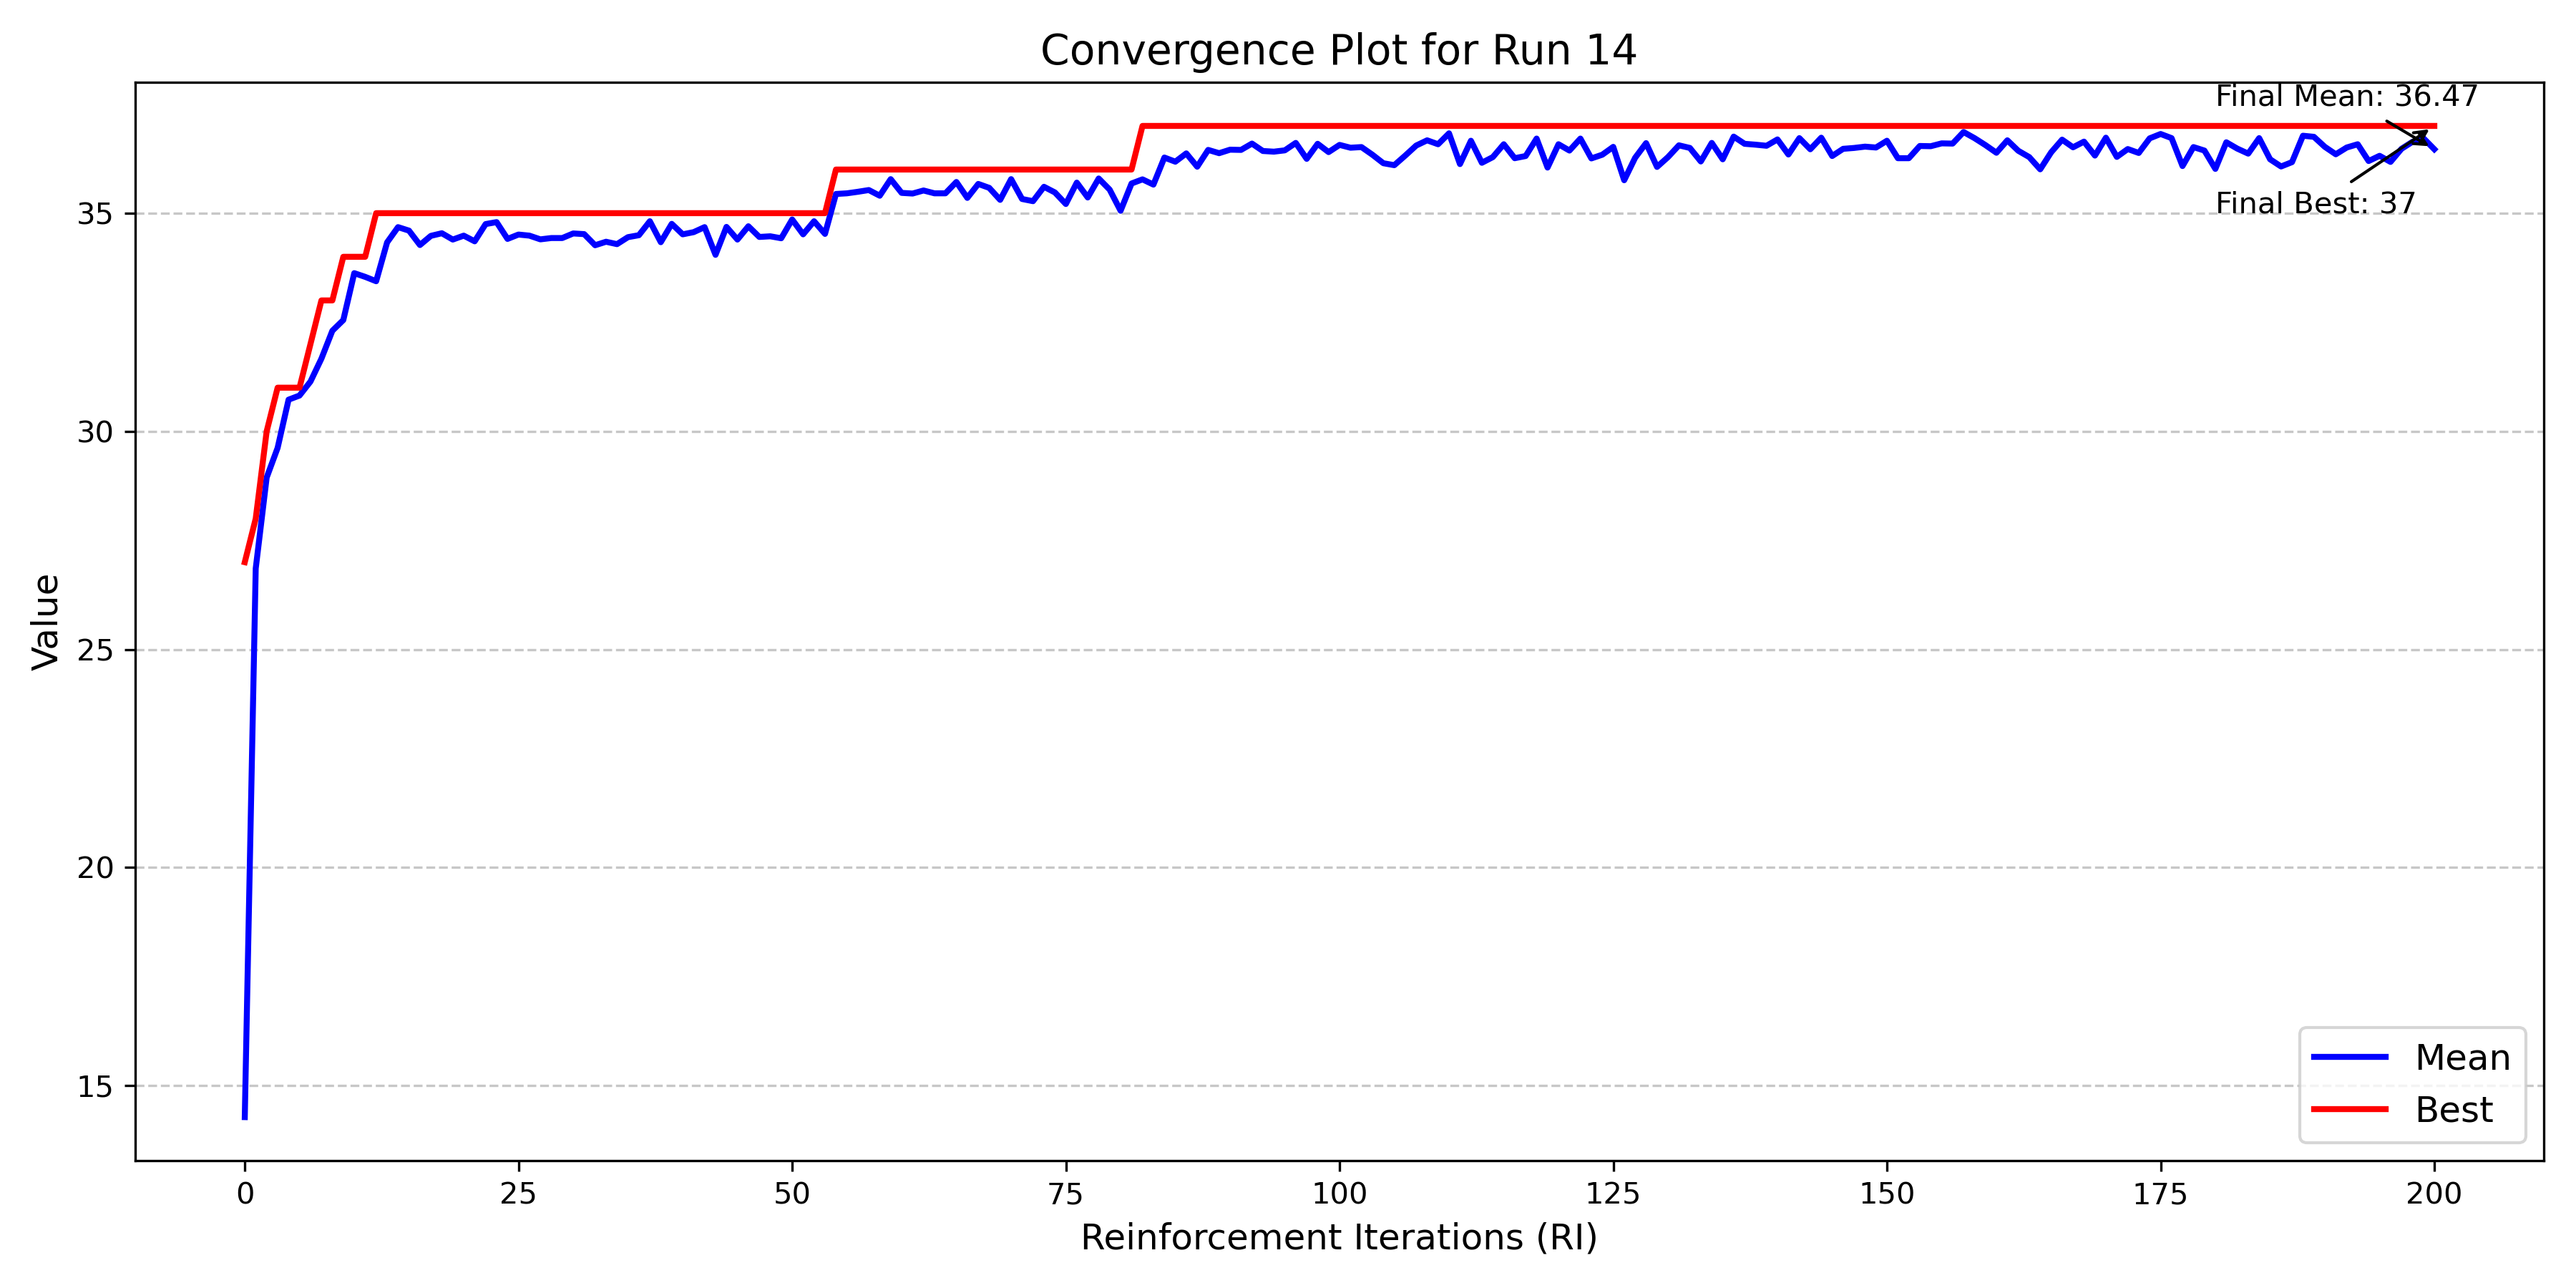 Convergence Plot for Run 14
Final Mean: 36.47
Final Best: 37
Value
35
30
25
20
15
0 25 50 75 100 125 150 175 200
Reinforcement Iterations (RI)
Mean
Best